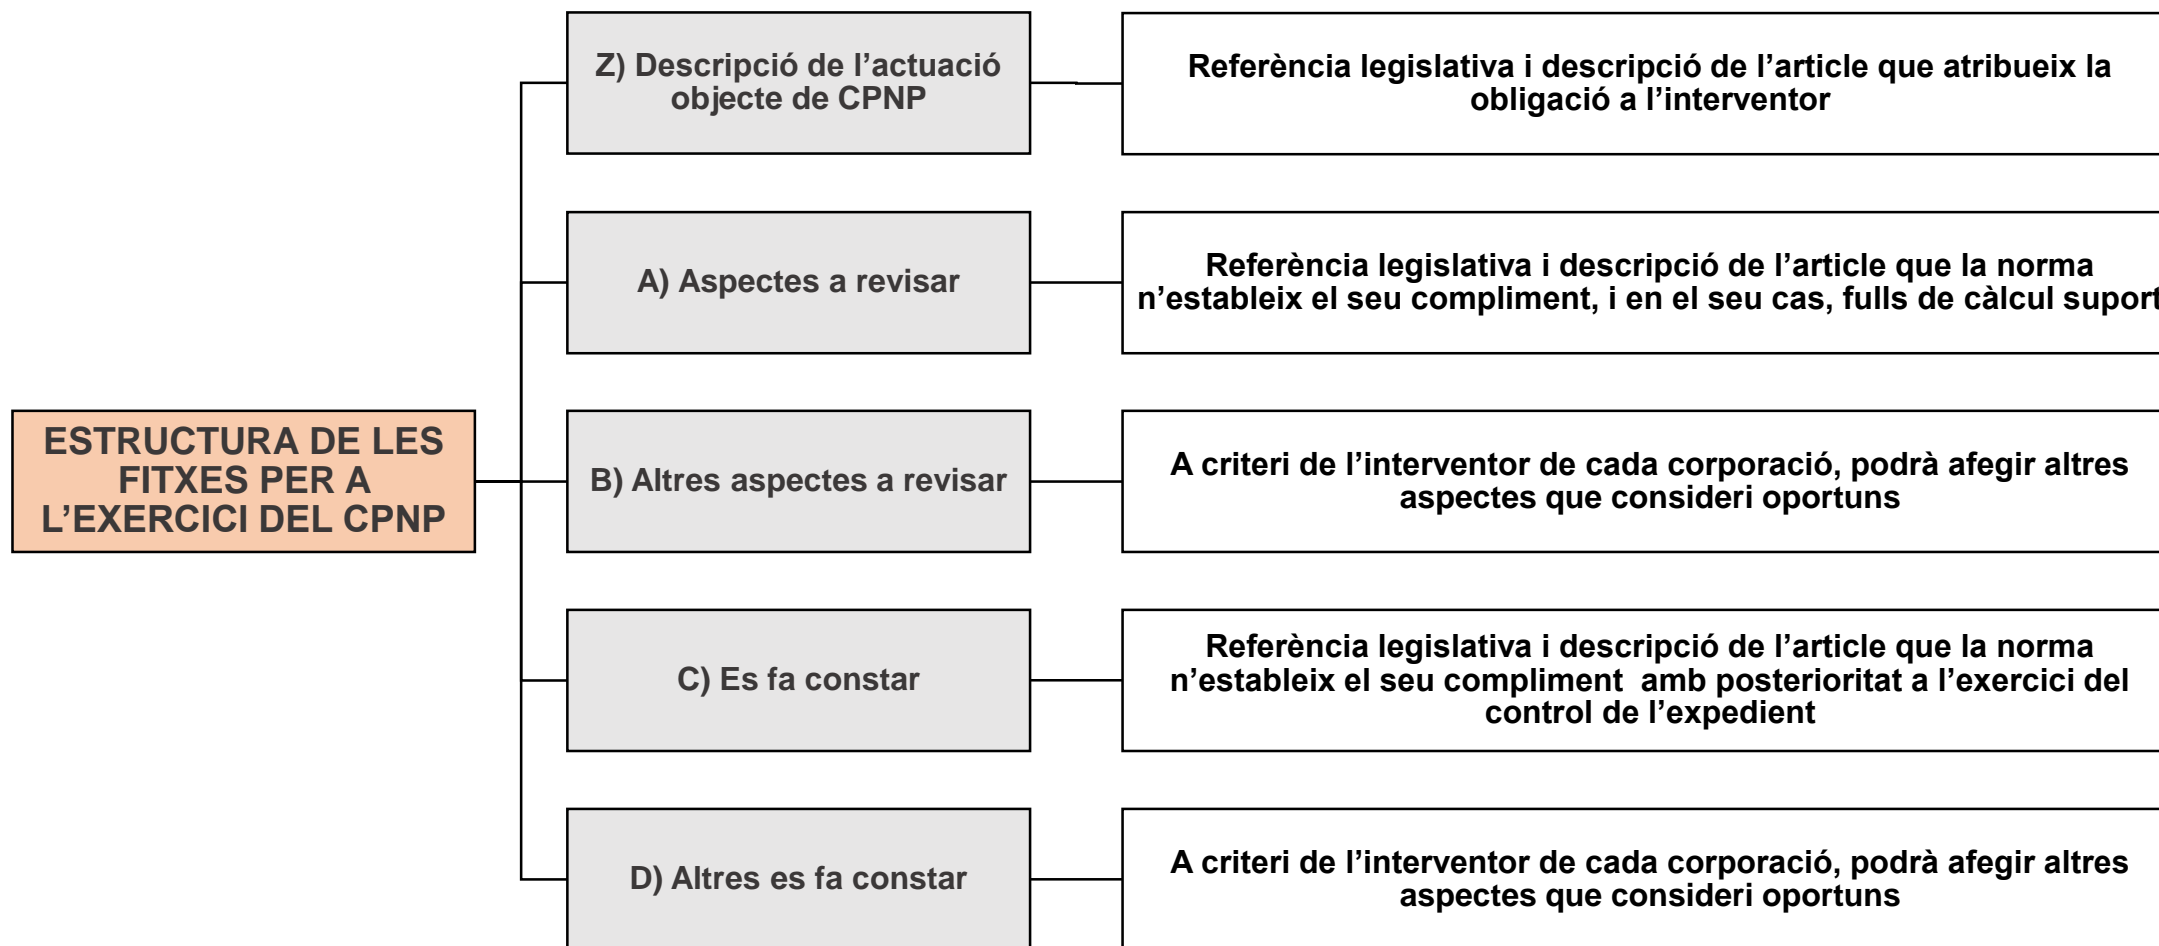 Z) Descripció de l’actuació
objecte de CPNP
Referència legislativa i descripció de l’article que atribueix la
obligació a l’interventor
A) Aspectes a revisar
Referència legislativa i descripció de l’article que la norma
n’estableix el seu compliment, i en el seu cas, fulls de càlcul suport
ESTRUCTURA DE LES
FITXES PER A
L’EXERCICI DEL CPNP
B) Altres aspectes a revisar
A criteri de l’interventor de cada corporació, podrà afegir altres
aspectes que consideri oportuns
C) Es fa constar
Referència legislativa i descripció de l’article que la norma
n’estableix el seu compliment  amb posterioritat a l’exercici del
control de l’expedient
D) Altres es fa constar
A criteri de l’interventor de cada corporació, podrà afegir altres
aspectes que consideri oportuns